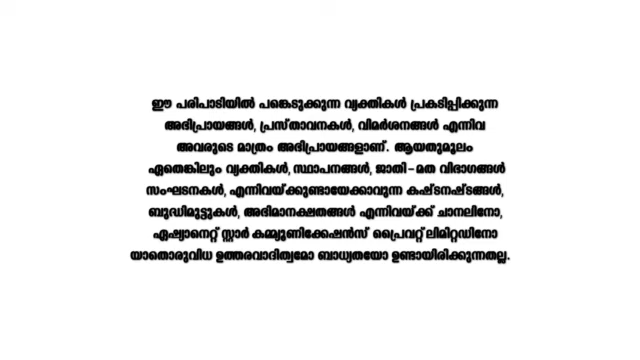 ഈ പരിപാടിയിൽ പങ്കെടുക്കുന്ന വ്യക്തികൾ പ്രകടിപ്പിക്കുന്ന
അഭിപ്രായങ്ങൾ, പ്രസ്താവനകൾ, വിമർശനങ്ങൾ എന്നിവ
അവരുടെ മാത്രം അഭിപ്രായങ്ങളാണ്. ആയതുമൂലം
ഏതെങ്കിലും വ്യക്തികൾ, സ്ഥാപനങ്ങൾ, ജാതി-മത വിഭാഗങ്ങൾ
സംഘടനകൾ, എന്നിവയ്ക്കുണ്ടായേക്കാവുന്ന കഷ്ടനഷ്ടങ്ങൾ,
ബുദ്ധിമുട്ടുകൾ, അഭിമാനക്ഷതങ്ങൾ എന്നിവയ്ക്ക് ചാനലിനോ,
ഏഷ്യാനെറ്റ് സ്റ്റാർ കമ്മ്യൂണിക്കേഷൻസ് പ്രൈവറ്റ് ലിമിറ്റഡിനോ
യാതൊരുവിധ ഉത്തരവാദിത്വമോ ബാധ്യതയോ ഉണ്ടായിരിക്കുന്നതല്ല.